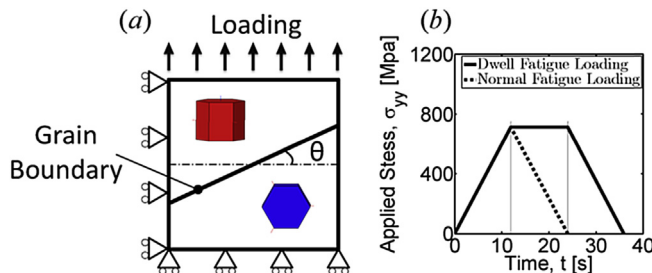 (a)
Loading
Grain
Boundary
θ
(b)
Applied Stess, σyy [Mpa]
1200
800
400
0
Dwell Fatigue Loading
Normal Fatigue Loading
0 10 20 30 40
Time, t [s]